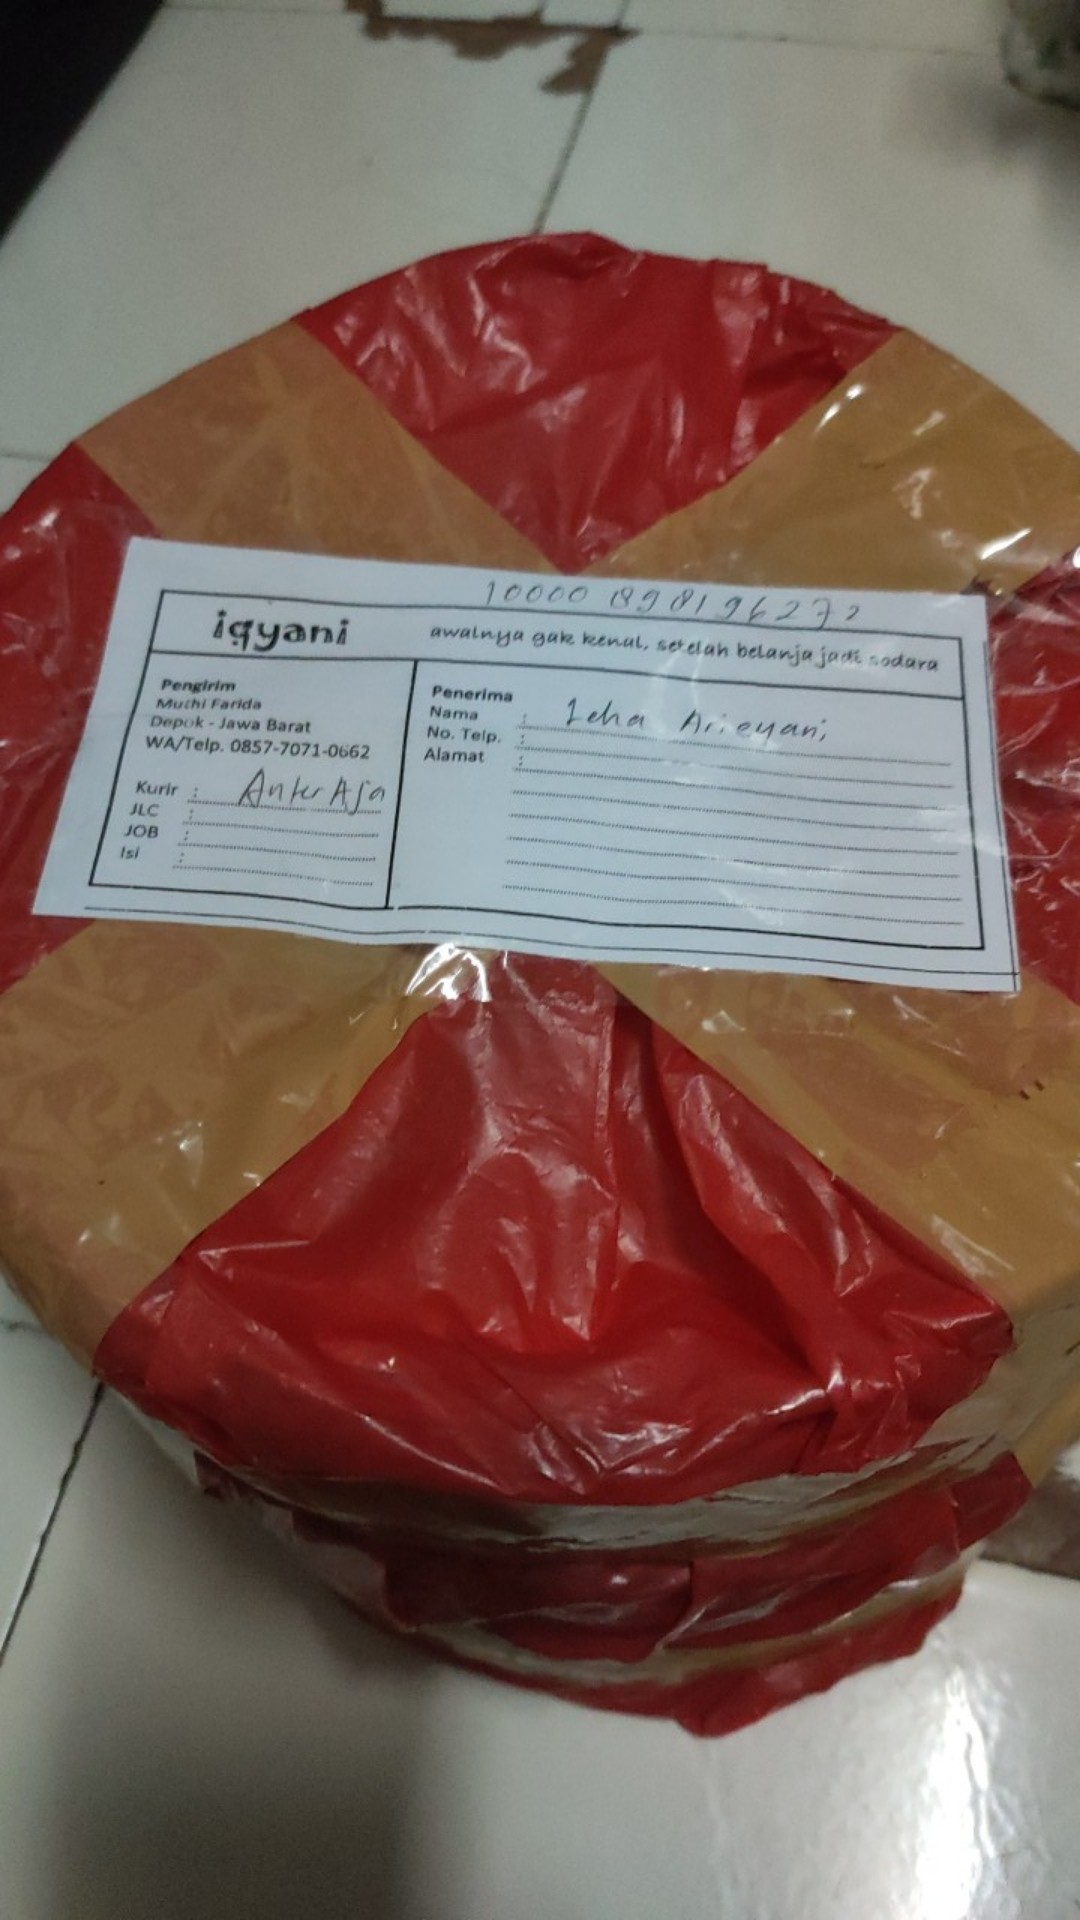 10000 898196272
iqyani
awalnya gak kenal, setelah belanja jadi sodara
Pengirim
Muthi Farida
Depok - Jawa Barat
WA/Telp. 0857-7071-0662
Kurir : AnterAja
JLC :
JOB :
Isi :
Penerima
Nama : Leha Arieyani
No. Telp. :
Alamat :